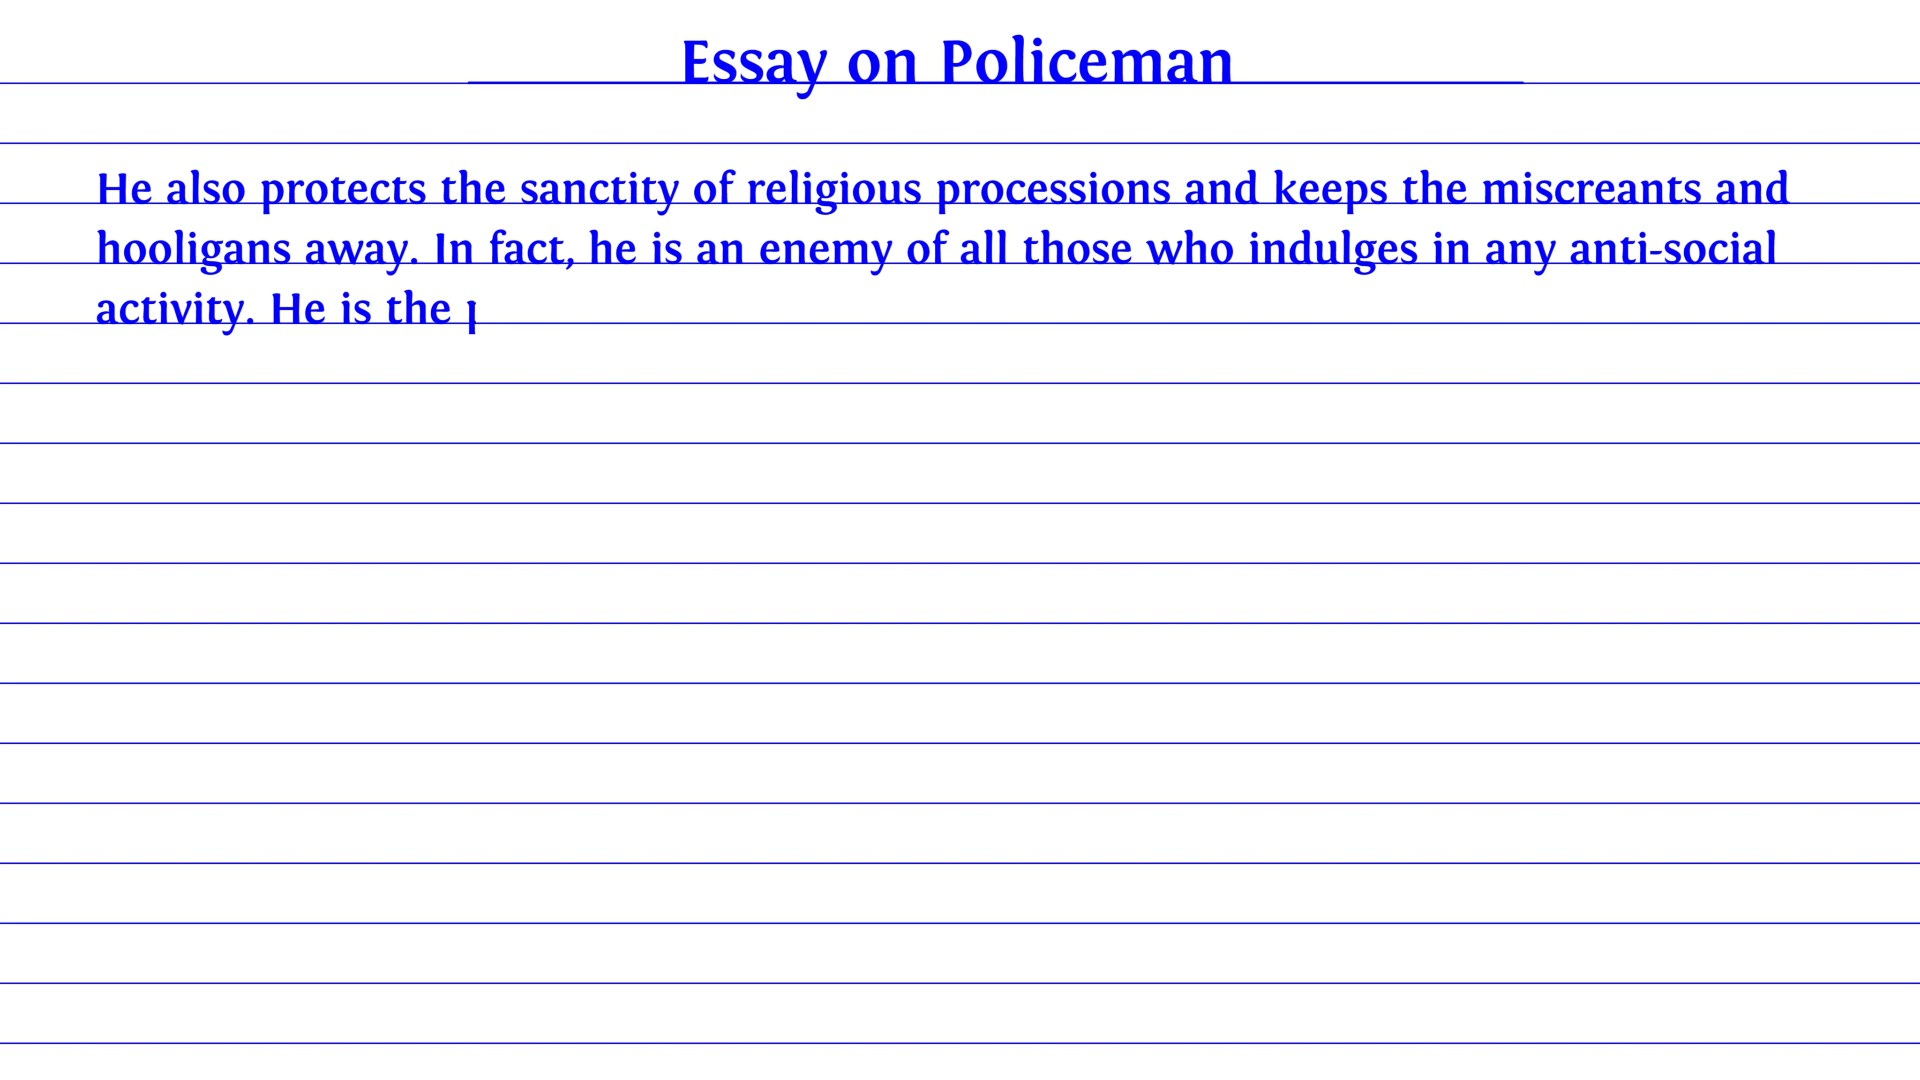 Essay on Policeman
He also protects the sanctity of religious processions and keeps the miscreants and
hooligans away. In fact, he is an enemy of all those who indulges in any anti-social
activity. He is the